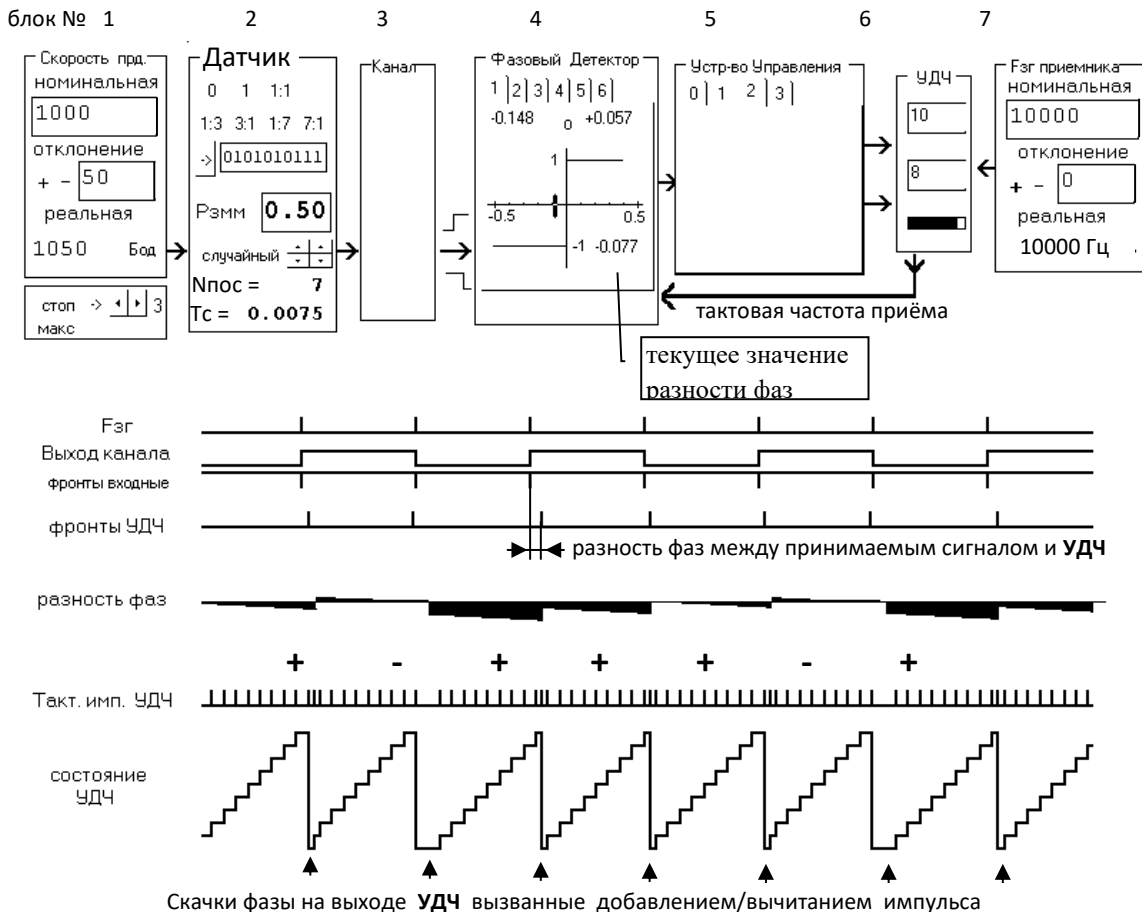 блок № 1 2 3 4 5 6 7
Скорость прд.
номинальная
1000
отклонение
+ - 50
реальная
1050 Бод
стоп -> 3
макс
Датчик
0 1 1:1
1:3 3:1 1:7 7:1
-> 0101010111
Рзмм 0.50
случайный
Nпос = 7
Тс = 0.0075
Канал
Фазовый Детектор
1 2 3 4 5 6
-0.148 0 +0.057
1
-0.5 0.5
-1 -0.077
Устр-во Управления
0 1 2 3
УДЧ
10
8
Fзг приемника
номинальная
10000
отклонение
+ - 0
реальная
10000 Гц
тактовая частота приёма
текущее значение
разности фаз
Fзг
Выход канала
фронты входные
фронты УДЧ
разность фаз между принимаемым сигналом и УДЧ
разность фаз
+ - + + + - +
Такт. имп. УДЧ
состояние
УДЧ
Скачки фазы на выходе УДЧ вызванные добавлением/вычитанием импульса